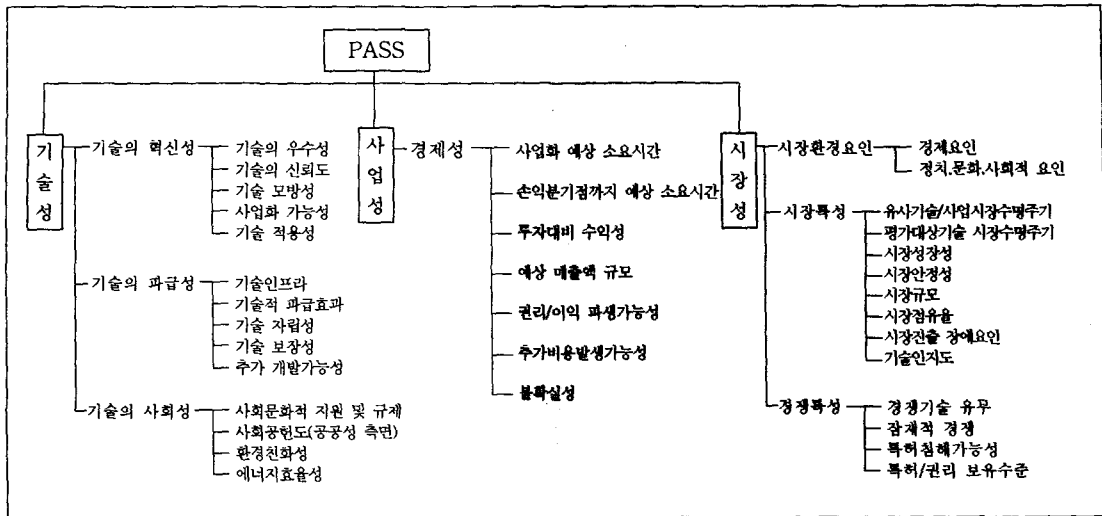 PASS
기술성
기술의 혁신성
기술의 우수성
기술의 신뢰도
기술 모방성
사업화 가능성
기술 적용성
기술의 파급성
기술인프라
기술적 파급효과
기술 자립성
기술 보장성
추가 개발가능성
기술의 사회성
사회문화적 지원 및 규제
사회공헌도(공공성 측면)
환경친화성
에너지효율성
사업성
경제성
사업화 예상 소요시간
손익분기점까지 예상 소요시간
투자대비 수익성
예상 매출액 규모
권리/이익 파생가능성
추가비용발생가능성
불확실성
시장성
시장환경요인
경제요인
정치.문화.사회적 요인
시장특성
유사기술/사업시장수명주기
평가대상기술 시장수명주기
시장성장성
시장안정성
시장규모
시장점유율
시장진출 장애요인
기술인지도
경쟁특성
경쟁기술 유무
잠재적 경쟁
특허침해가능성
특허/권리 보유수준